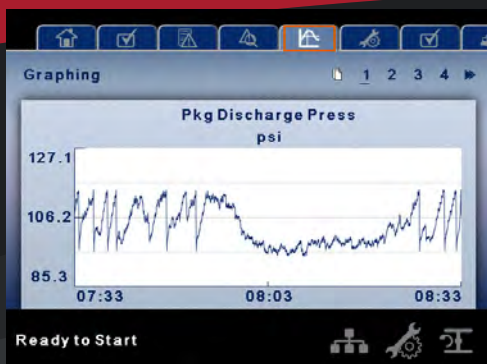 Graphing 1 2 3 4
Pkg Discharge Press
psi
127.1
106.2
85.3
07:33 08:03 08:33
Ready to Start